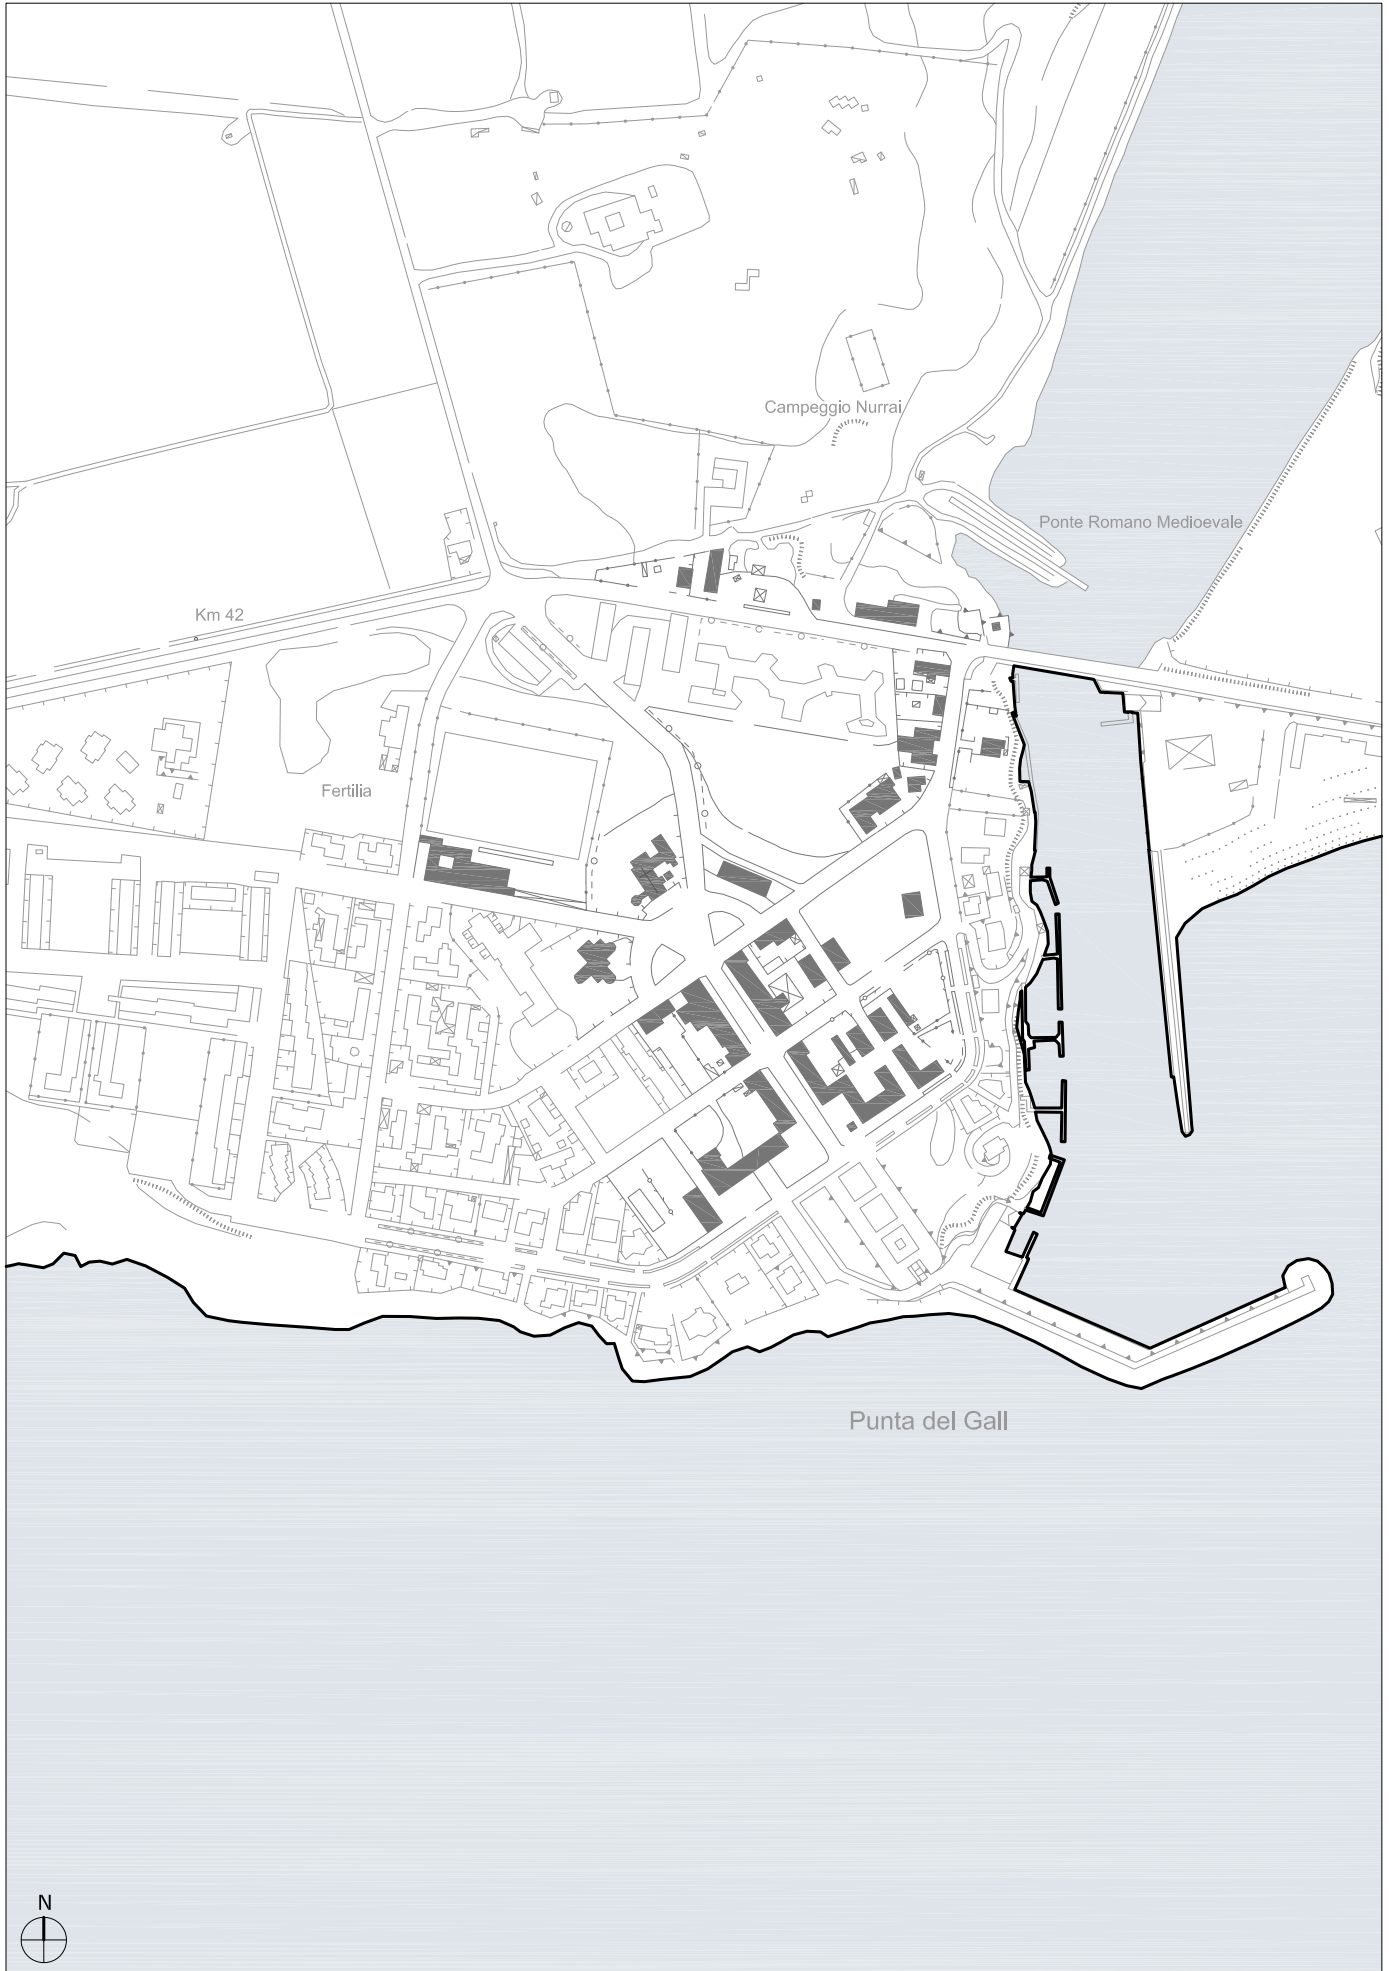 Campeggio Nurrai
Ponte Romano Medioevale
Km 42
Fertilia
Punta del Gall
N